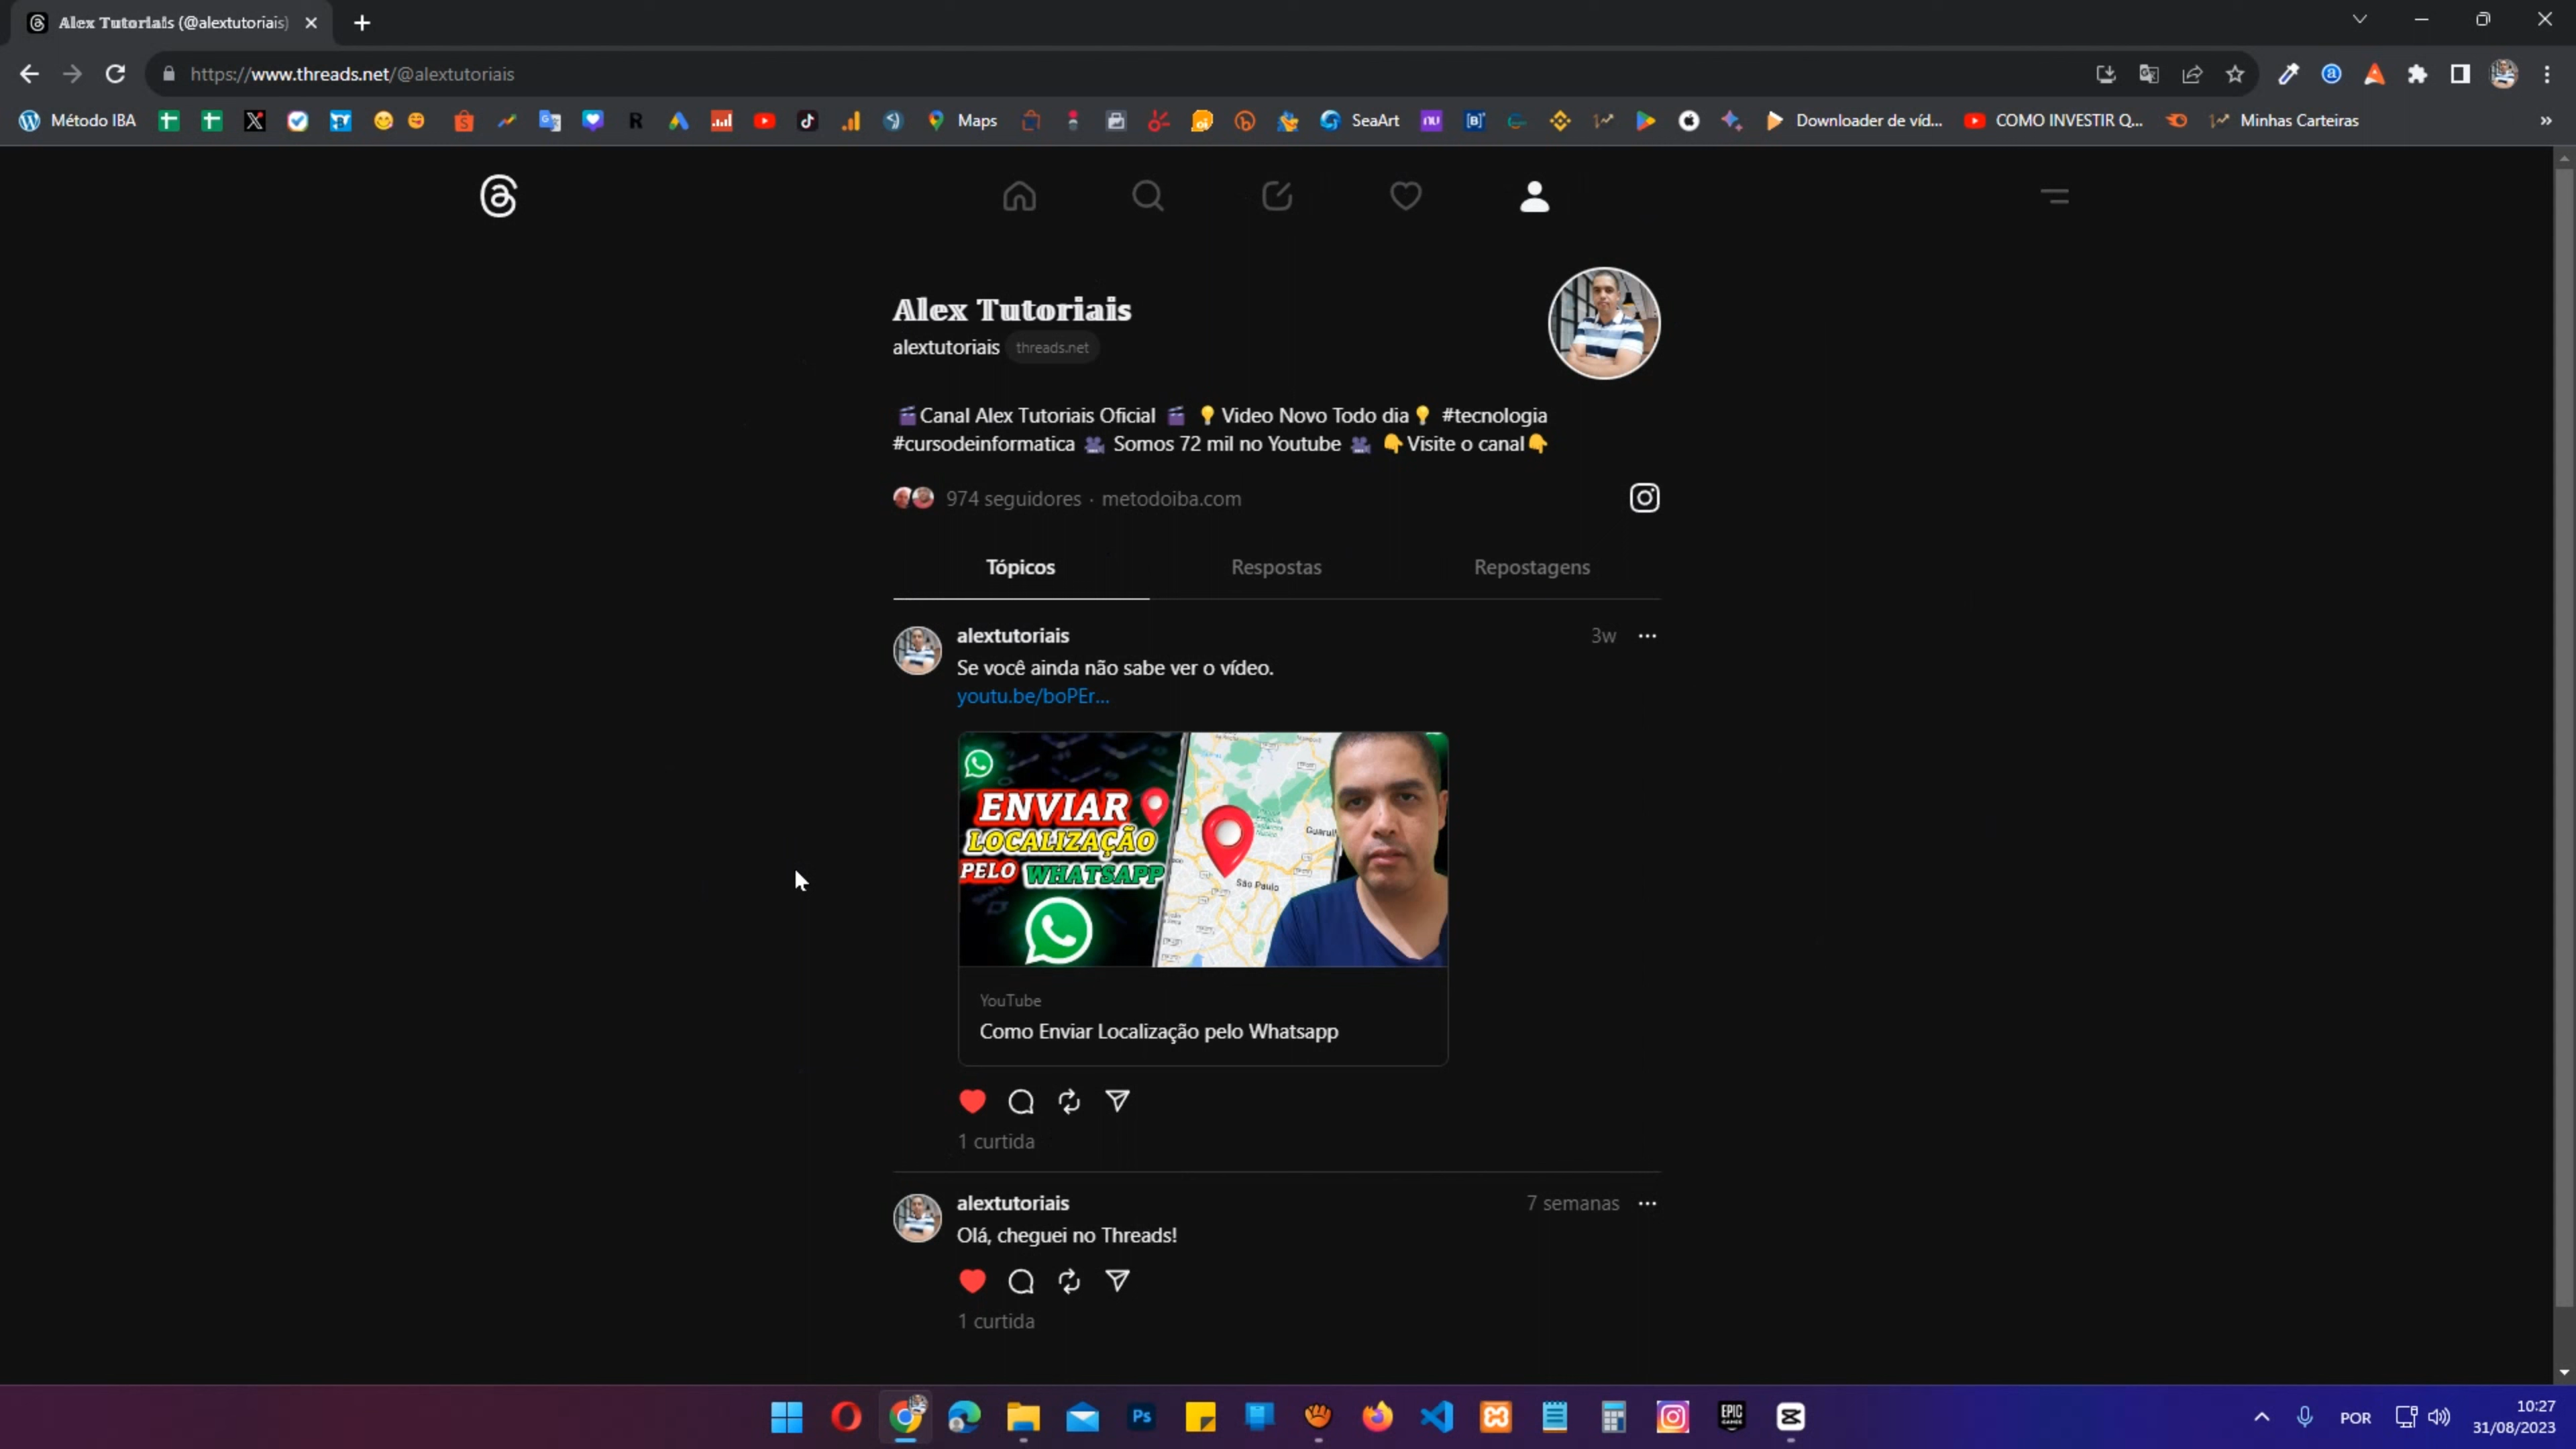 Alex Tutoriais (@alextutoriais)
https://www.threads.net/@alextutoriais
Método IBA
Maps
SeaArt
Downloader de víd...
COMO INVESTIR Q...
Minhas Carteiras
Alex Tutoriais
alextutoriais threads.net
🎬Canal Alex Tutoriais Oficial 🎬 💡Video Novo Todo dia💡 #tecnologia
#cursodeinformatica 🎥 Somos 72 mil no Youtube 🎥 👇Visite o canal👇
974 seguidores · metodoiba.com
Tópicos Respostas Repostagens
alextutoriais 3w
Se você ainda não sabe ver o vídeo.
youtu.be/boPEr...
ENVIAR
LOCALIZAÇÃO
PELO WHATSAPP
São Paulo
YouTube
Como Enviar Localização pelo Whatsapp
1 curtida
alextutoriais 7 semanas
Olá, cheguei no Threads!
1 curtida
Ps
EPIC GAMES
POR
10:27
31/08/2023